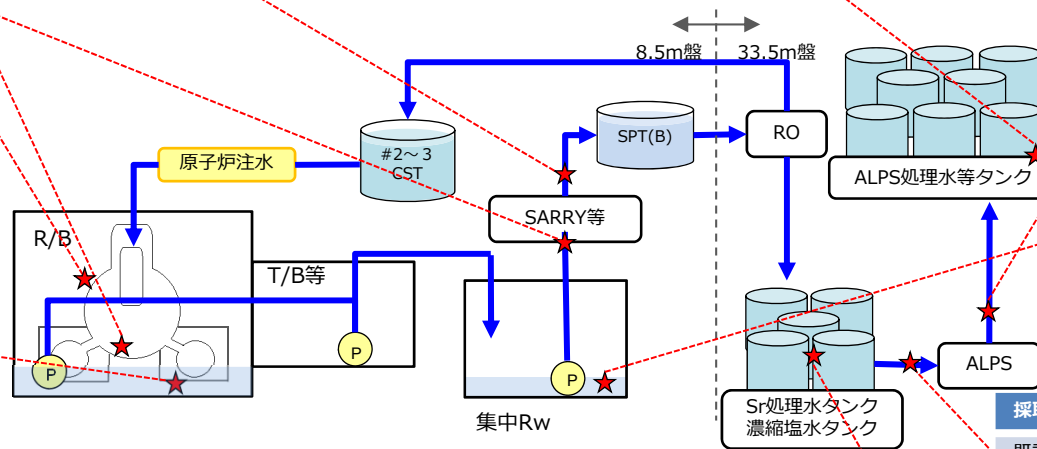 8.5m盤
33.5m盤
SPT(B)
RO
#2～3
CST
原子炉注水
ALPS処理水等タンク
SARRY等
R/B
T/B等
P
P
P
ALPS
集中Rw
Sr処理水タンク
濃縮塩水タンク